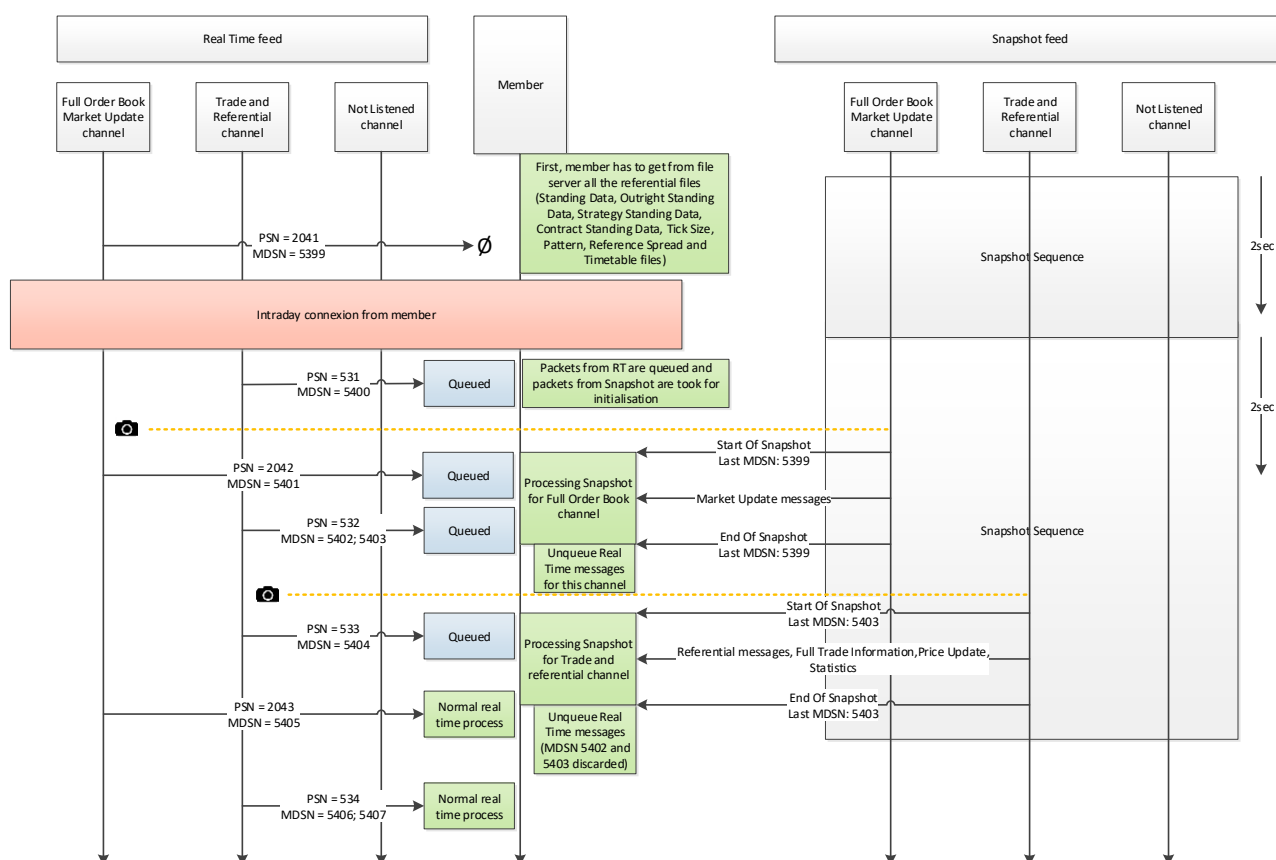 Real Time feed
Member
Snapshot feed
Full Order Book
Market Update
channel
Trade and
Referential
channel
Not Listened
channel
Full Order Book
Market Update
channel
Trade and
Referential
channel
Not Listened
channel
First, member has to get from file
server all the referential files
(Standing Data, Outright Standing
Data, Strategy Standing Data,
Contract Standing Data, Tick Size,
Pattern, Reference Spread and
Timetable files)
PSN = 2041
MDSN = 5399
Ø
Snapshot Sequence
2sec
Intraday connexion from member
PSN = 531
MDSN = 5400
Queued
Packets from RT are queued and
packets from Snapshot are took for
initialisation
2sec
Start Of Snapshot
Last MDSN: 5399
PSN = 2042
MDSN = 5401
Queued
Processing Snapshot
for Full Order Book
channel
Market Update messages
PSN = 532
MDSN = 5402; 5403
Queued
End Of Snapshot
Last MDSN: 5399
Snapshot Sequence
Unqueue Real
Time messages
for this channel
Start Of Snapshot
Last MDSN: 5403
PSN = 533
MDSN = 5404
Queued
Processing Snapshot
for Trade and
referential channel
Referential messages, Full Trade Information,Price Update,
Statistics
PSN = 2043
MDSN = 5405
Normal real
time process
End Of Snapshot
Last MDSN: 5403
Unqueue Real
Time messages
(MDSN 5402 and
5403 discarded)
PSN = 534
MDSN = 5406; 5407
Normal real
time process